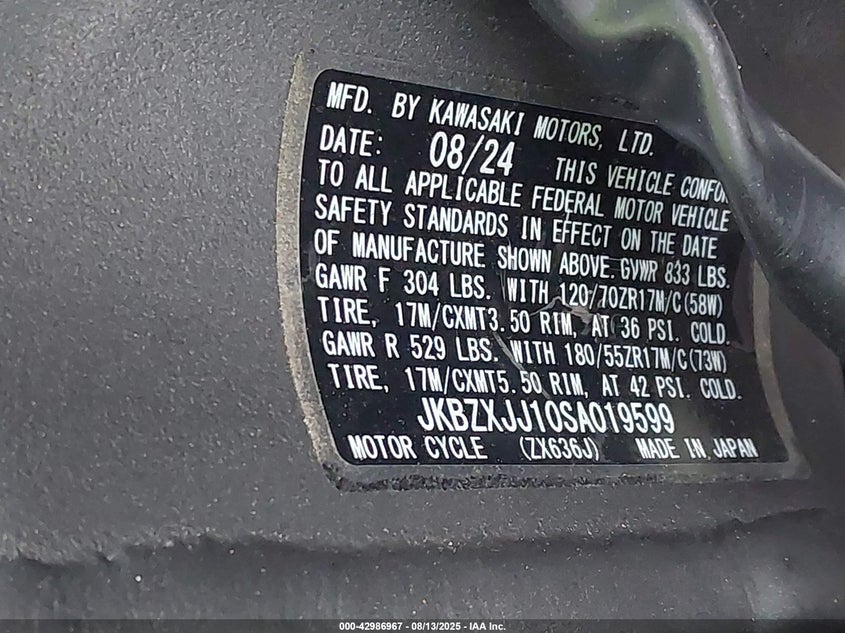 MFD. BY KAWASAKI MOTORS, LTD.
DATE: 08/24 THIS VEHICLE
TO ALL APPLICABLE FEDERAL MOTOR VEHICLE
SAFETY STANDARDS IN EFFECT ON THE DATE
OF MANUFACTURE SHOWN ABOVE. GVWR 833 LBS.
GAWR F 304 LBS. WITH 120/70ZR17M/C(58W)
TIRE, 17M/CXMT3.50 RIM, AT 36 PSI. COLD.
GAWR R 529 LBS. WITH 180/55ZR17M/C(73W)
TIRE, 17M/CXMT5.50 RIM, AT 42 PSI. COLD.
JKBZXJJ10SA019599
MOTOR CYCLE (ZX636J) MADE IN JAPAN
000-42986967 - 08/13/2025 - IAA Inc.